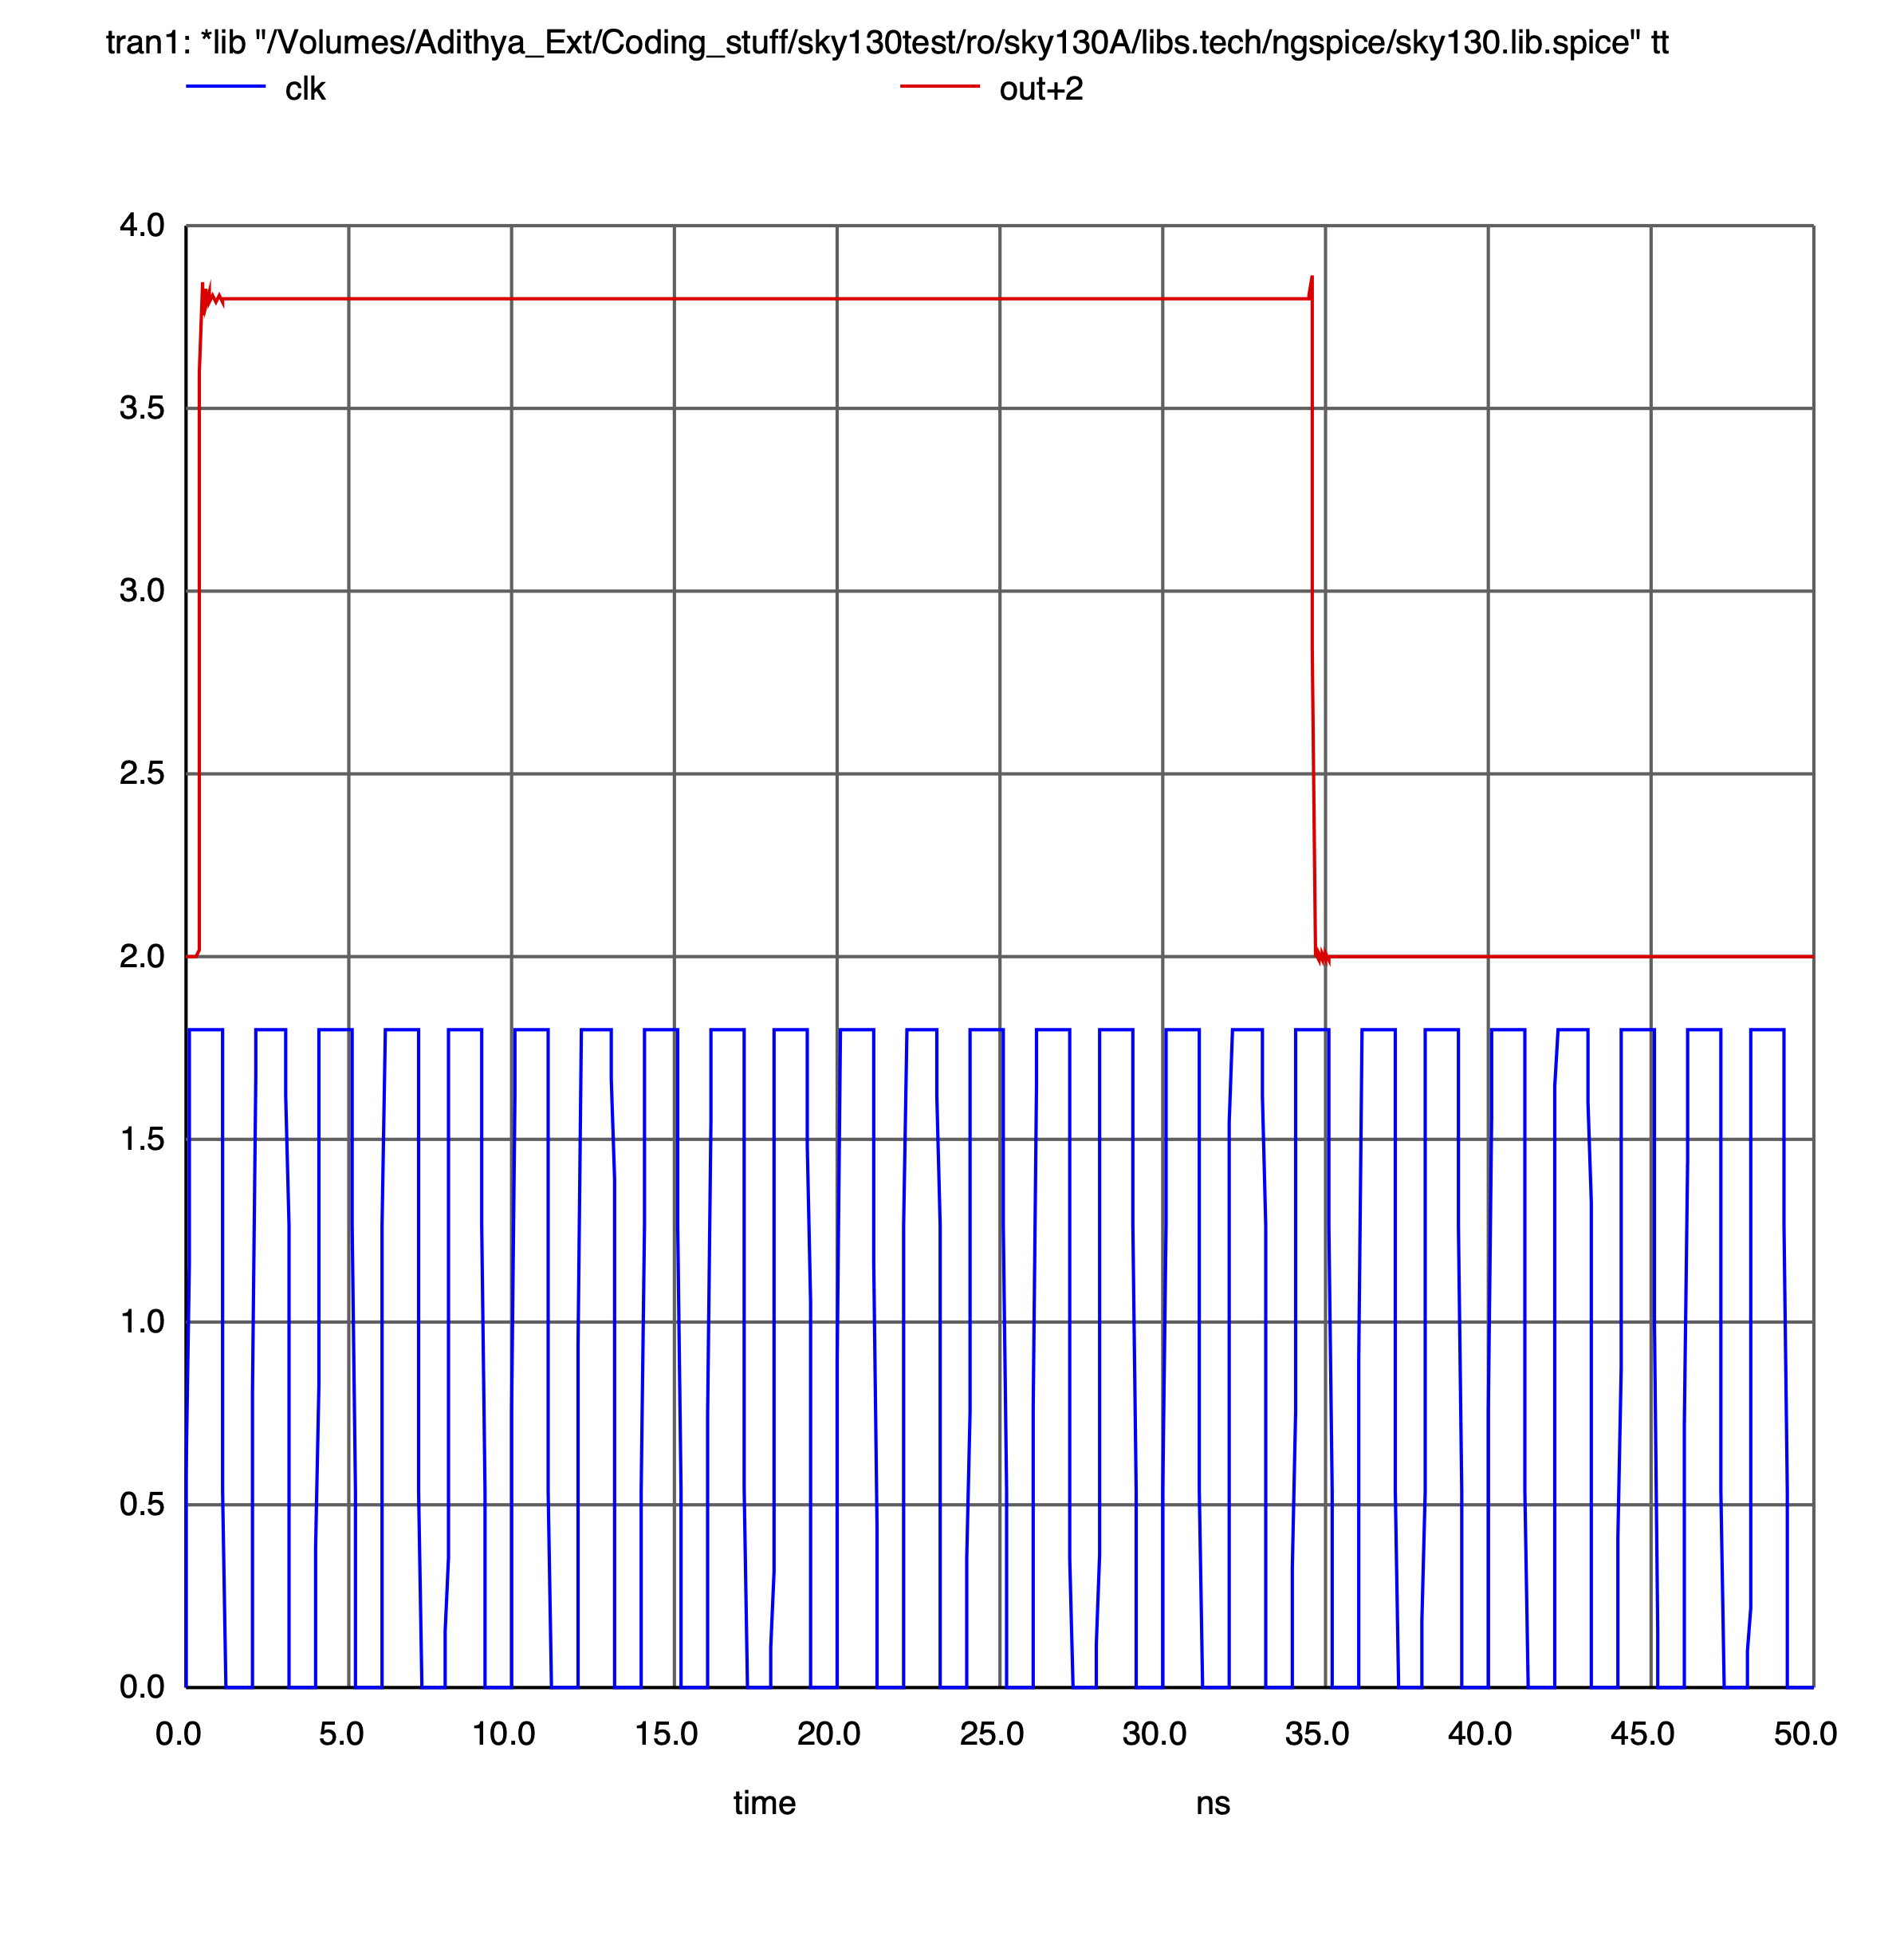 tran1: *lib "/Volumes/Adithya_Ext/Coding_stuff/sky130test/ro/sky130A/libs.tech/ngspice/sky130.lib.spice" tt
clk out+2
4.0
3.5
3.0
2.5
2.0
1.5
1.0
0.5
0.0
0.0 5.0 10.0 15.0 20.0 25.0 30.0 35.0 40.0 45.0 50.0
time ns